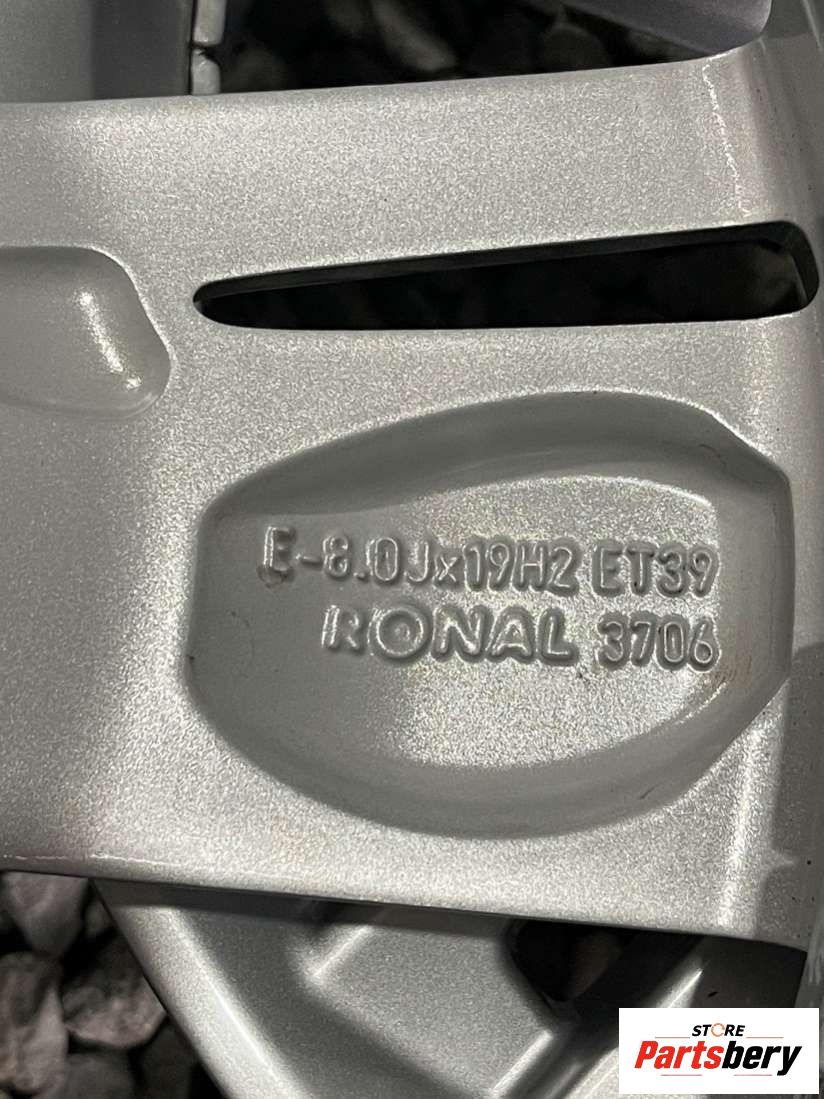 E-8.0Jx19H2 ET39
RONAL 3706
STORE
Partsbery